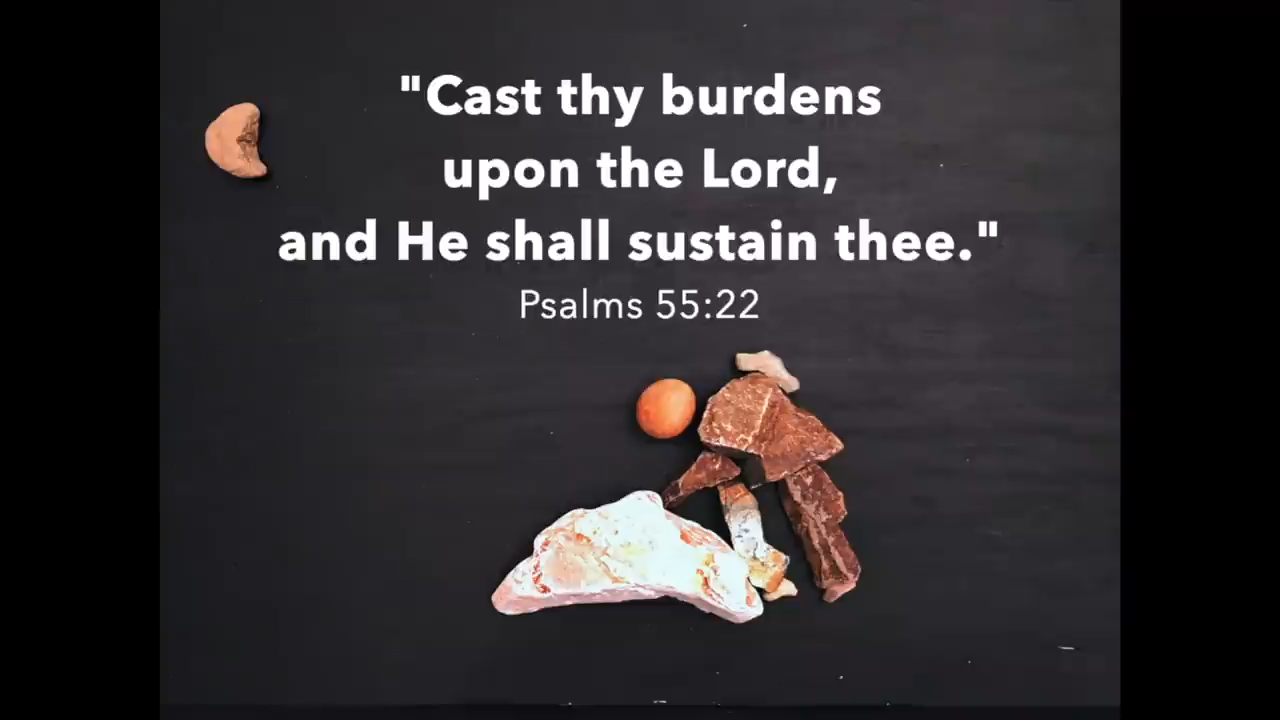 "Cast thy burdens
upon the Lord,
and He shall sustain thee."
Psalms 55:22